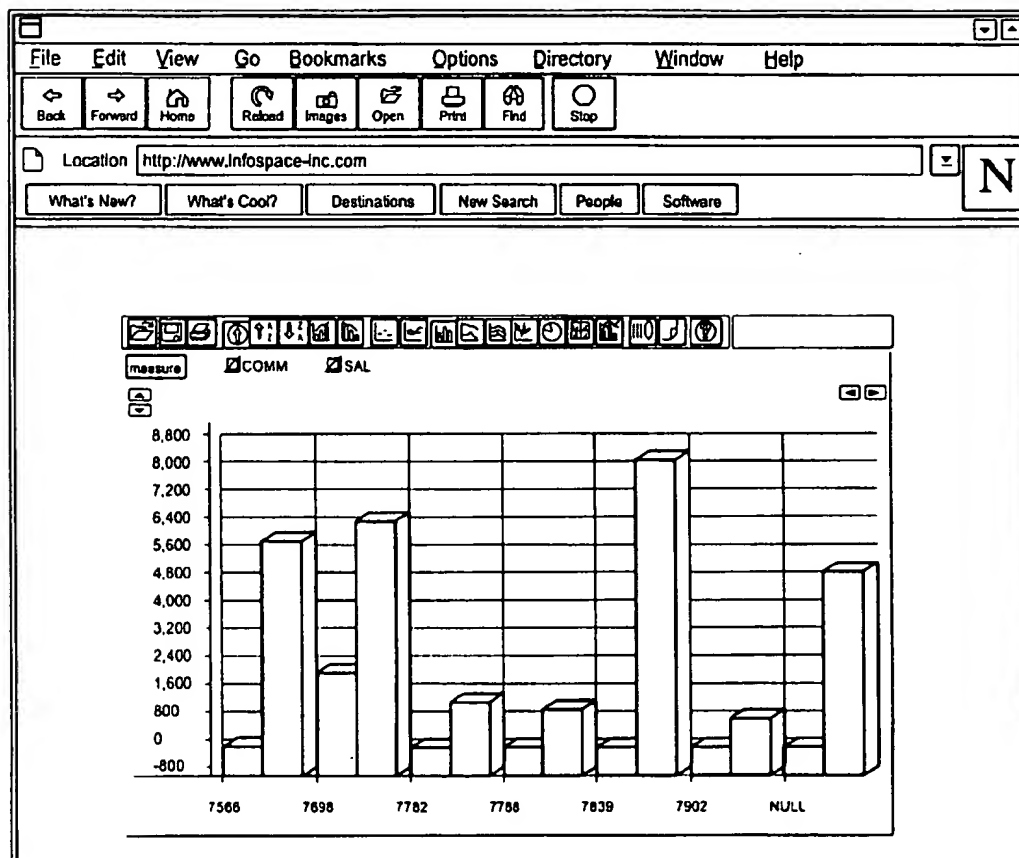 File Edit View Go Bookmarks Options Directory Window Help
Back Forward Home Reload Images Open Print Find Stop
Location http://www.Infospace-Inc.com
N
What's New? What's Cool? Destinations New Search People Software
measure COMM SAL
8,800
8,000
7,200
6,400
5,600
4,800
4,000
3,200
2,400
1,600
800
0
-800
7566 7698 7782 7788 7839 7902 NULL